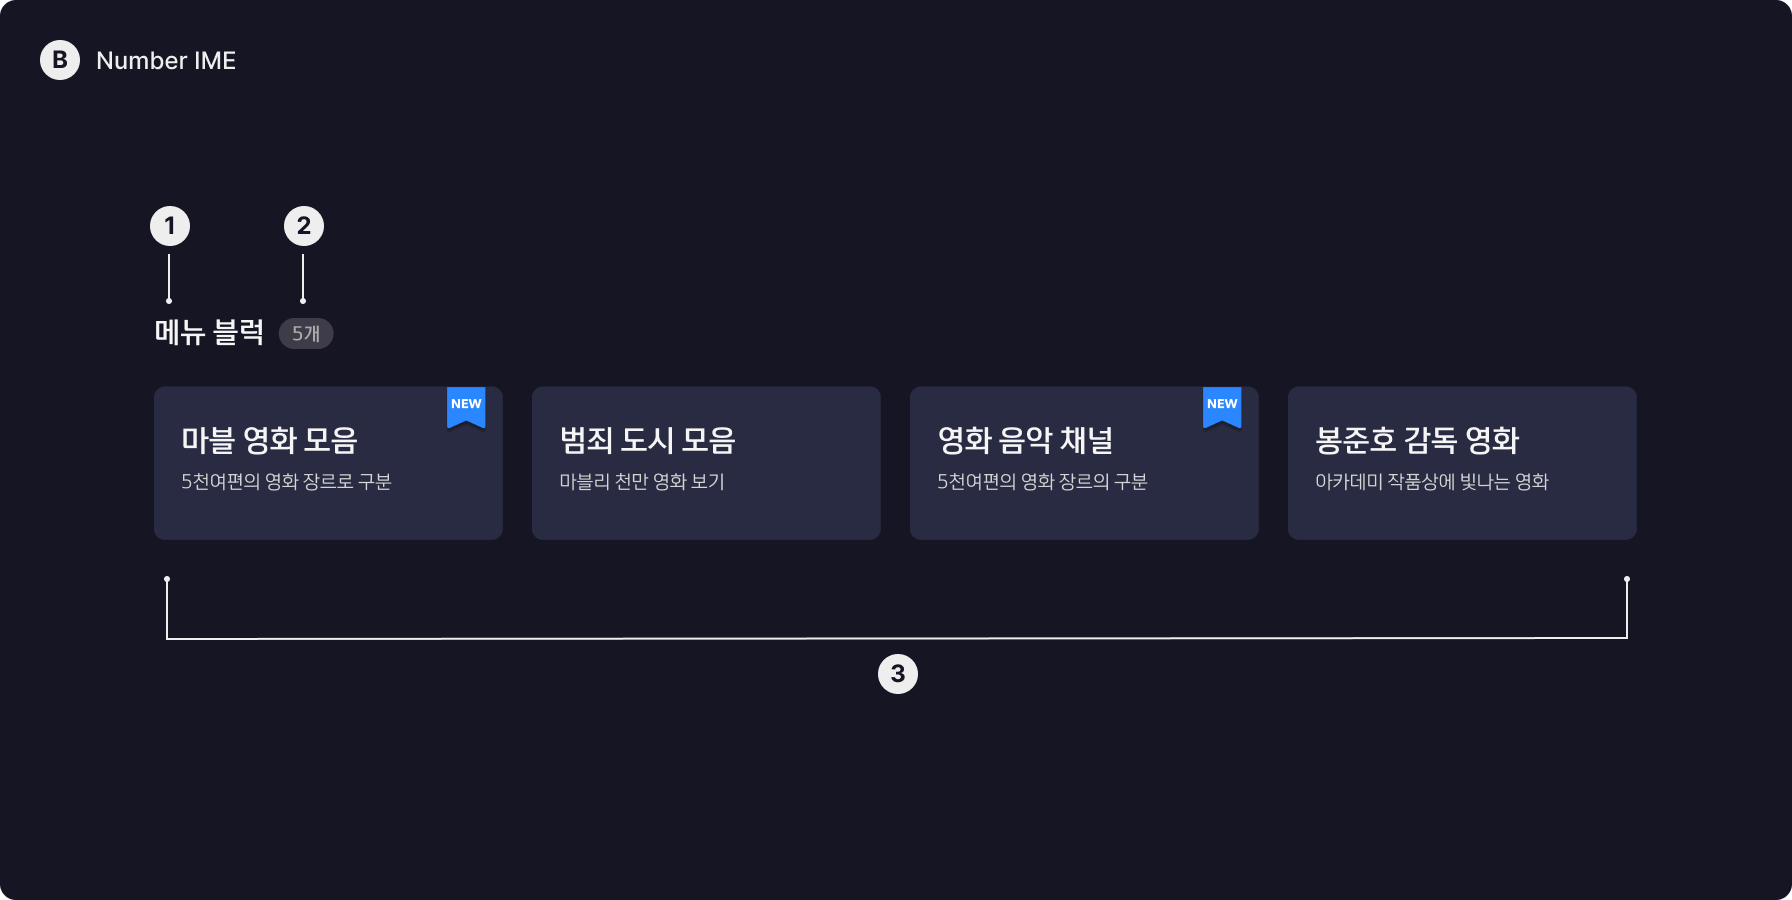 B Number IME
1 2
메뉴 블럭 5개
NEW NEW
마블 영화 모음
5천여편의 영화 장르로 구분
범죄 도시 모음
마블리 천만 영화 보기
영화 음악 채널
5천여편의 영화 장르의 구분
봉준호 감독 영화
아카데미 작품상에 빛나는 영화
3